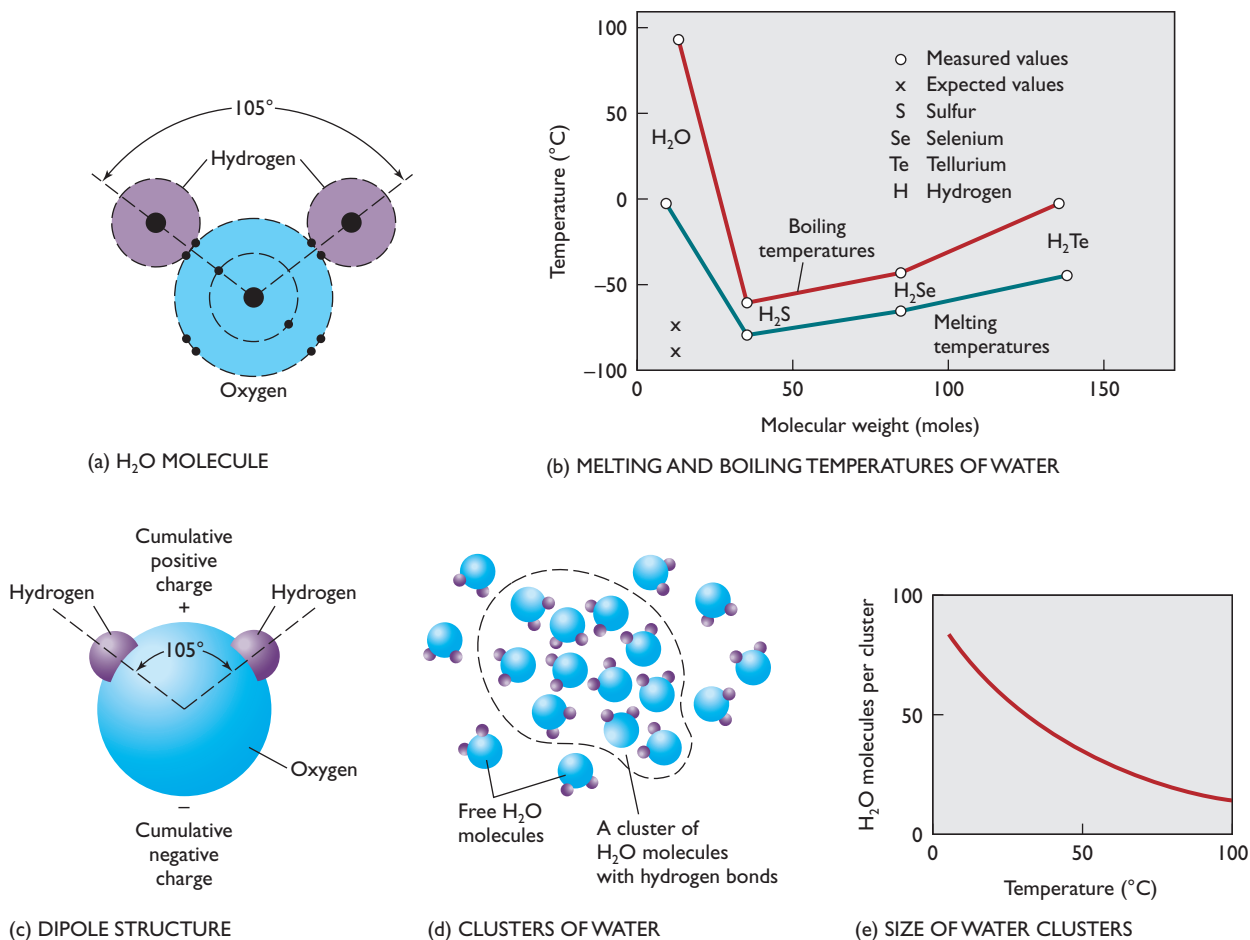 105°
Hydrogen
Oxygen
(a) H₂O MOLECULE
100
50
0
−50
−100
Temperature (°C)
H₂O
Measured values
x Expected values
S Sulfur
Se Selenium
Te Tellurium
H Hydrogen
Boiling
temperatures
H₂Te
H₂Se
H₂S
Melting
temperatures
x
x
0
50
100
150
Molecular weight (moles)
(b) MELTING AND BOILING TEMPERATURES OF WATER
Cumulative
positive
charge
+
Hydrogen
Hydrogen
105°
Oxygen
−
Cumulative
negative
charge
(c) DIPOLE STRUCTURE
Free H₂O
molecules
A cluster of
H₂O molecules
with hydrogen bonds
(d) CLUSTERS OF WATER
H₂O molecules per cluster
100
50
0
0
50
100
Temperature (°C)
(e) SIZE OF WATER CLUSTERS